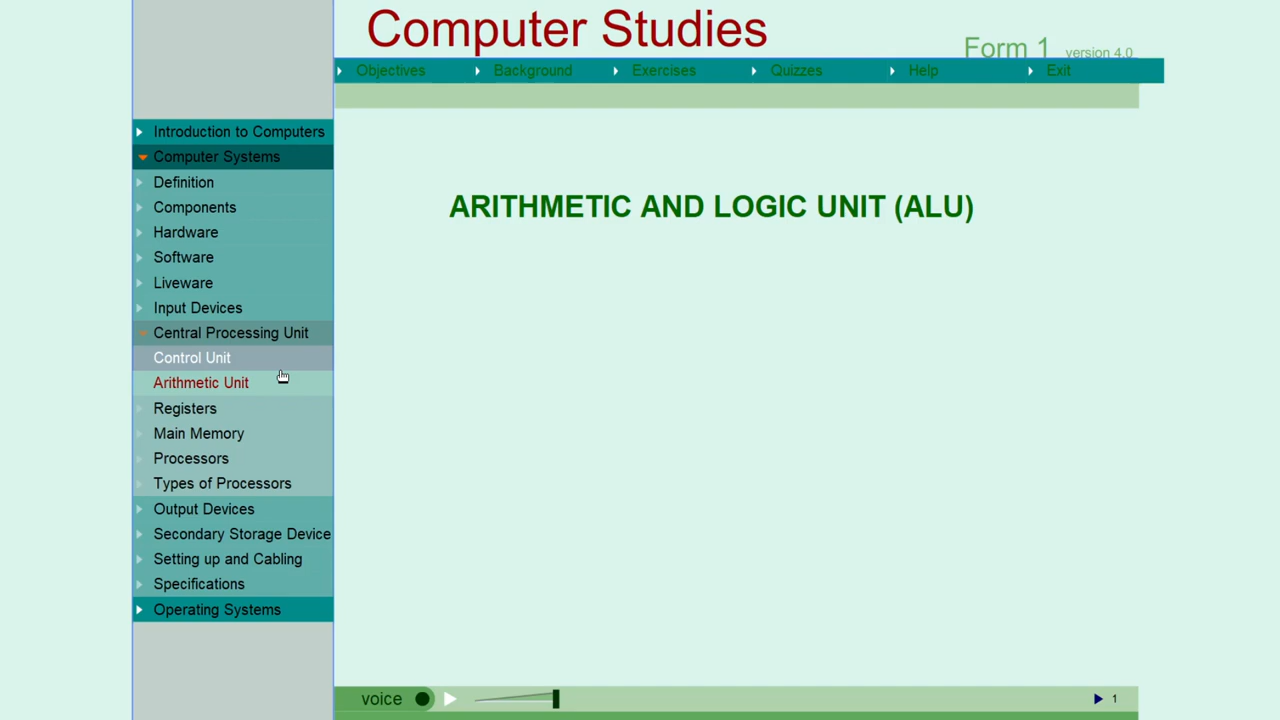 Computer Studies
Form 1 version 4.0
Objectives Background Exercises Quizzes Help Exit
Introduction to Computers
Computer Systems
Definition
Components
Hardware
Software
Liveware
Input Devices
Central Processing Unit
Control Unit
Arithmetic Unit
Registers
Main Memory
Processors
Types of Processors
Output Devices
Secondary Storage Device
Setting up and Cabling
Specifications
Operating Systems
ARITHMETIC AND LOGIC UNIT (ALU)
voice
1